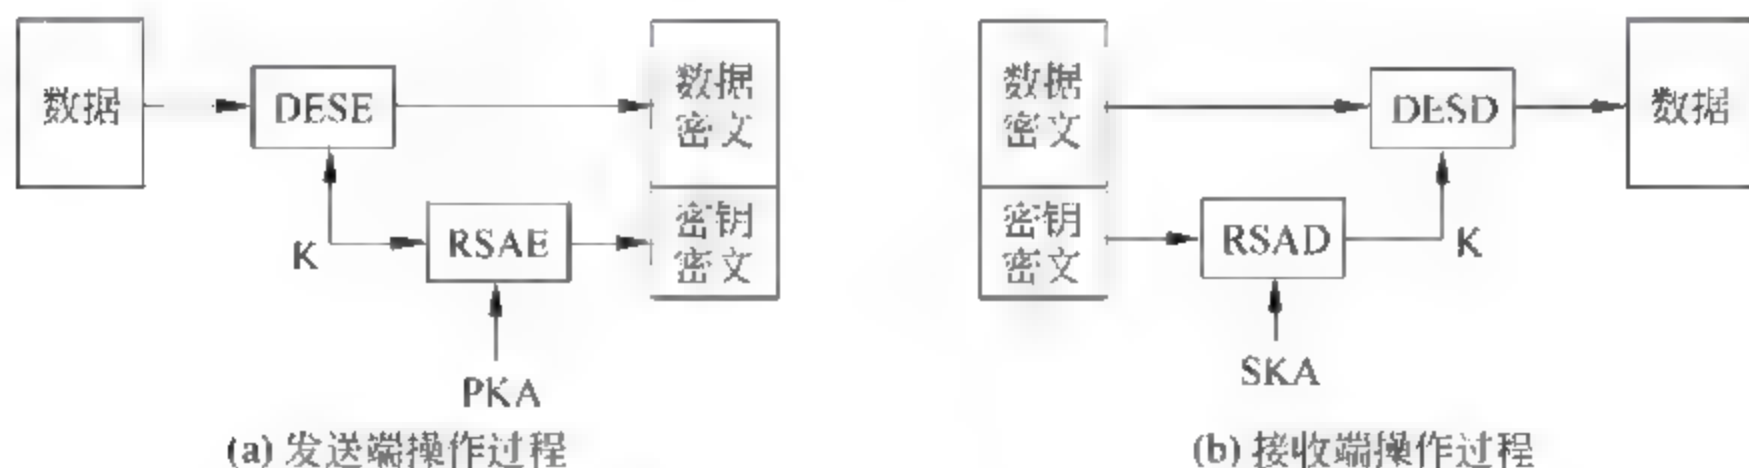 数据
DESE
数据
密文
K
RSAE
密钥
密文
PKA
(a) 发送端操作过程
数据
密文
DESD
数据
密钥
密文
RSAD
K
SKA
(b) 接收端操作过程